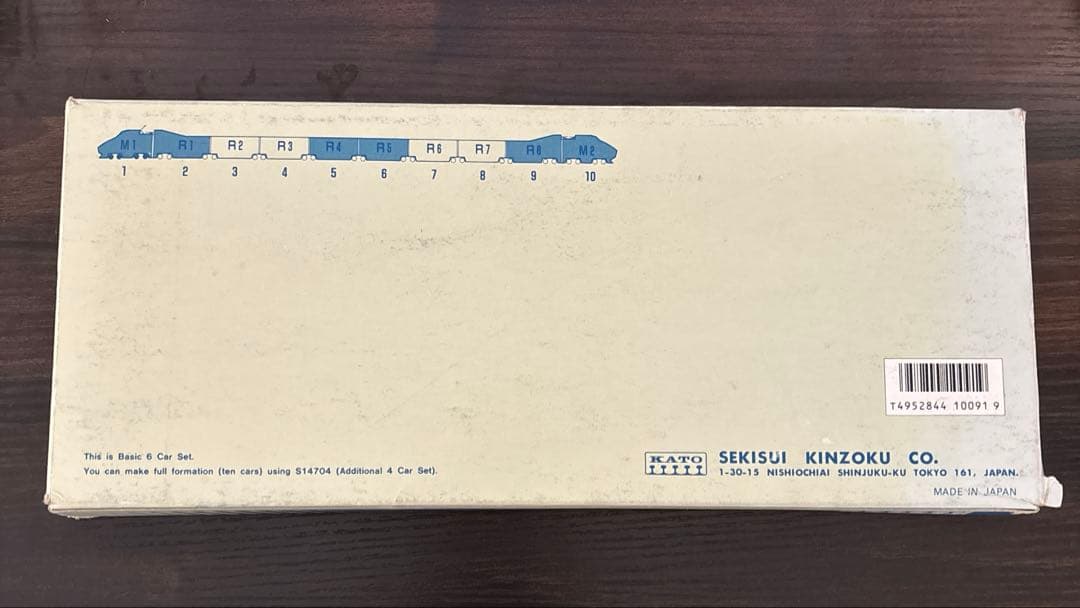 M1 R1 R2 R3 R4 R5 R6 R7 R8 M2
1 2 3 4 5 6 7 8 9 10
T4952844 10091 9
This is Basic 6 Car Set.
You can make full formation (ten cars) using S14704 (Additional 4 Car Set).
KATO
SEKISUI KINZOKU CO.
1-30-15 NISHIOCHIAI SHINJUKU-KU TOKYO 161, JAPAN.
MADE IN JAPAN